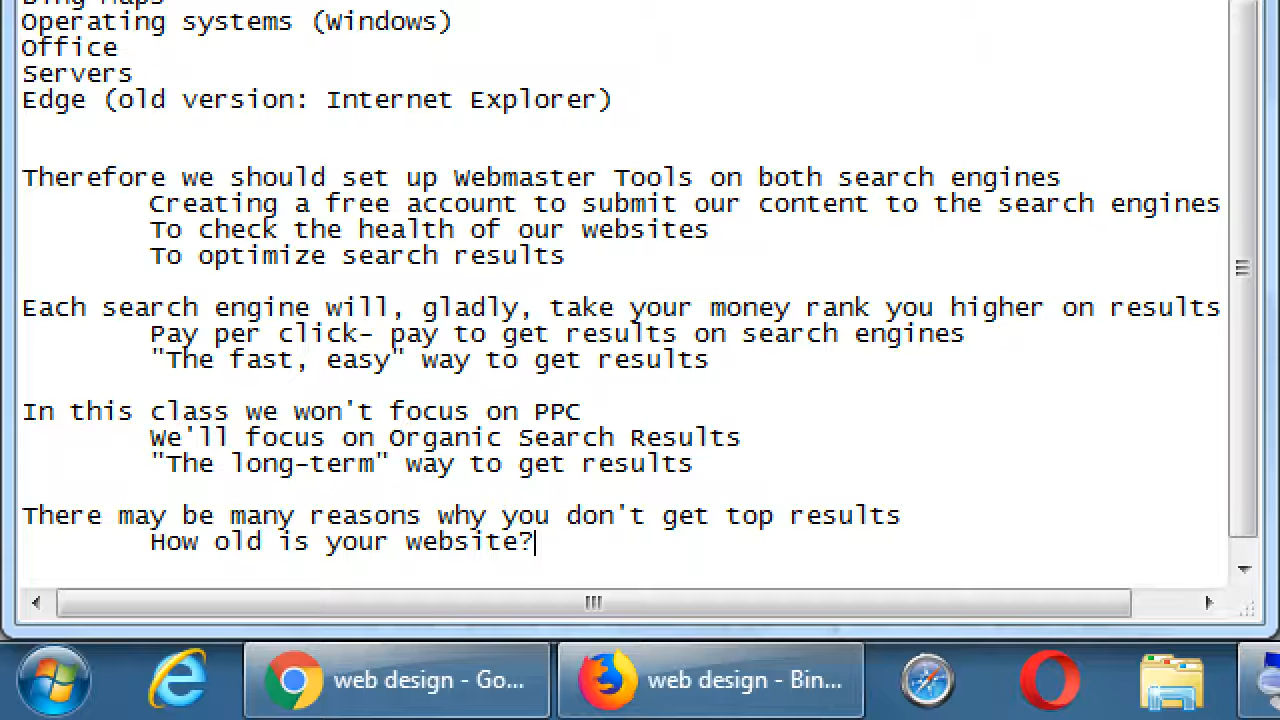 Bing Maps
Operating systems (Windows)
Office
Servers
Edge (old version: Internet Explorer)
Therefore we should set up Webmaster Tools on both search engines
Creating a free account to submit our content to the search engines
To check the health of our websites
To optimize search results
Each search engine will, gladly, take your money rank you higher on results
Pay per click- pay to get results on search engines
"The fast, easy" way to get results
In this class we won't focus on PPC
We'll focus on Organic Search Results
"The long-term" way to get results
There may be many reasons why you don't get top results
How old is your website?
web design - Go...
web design - Bin...